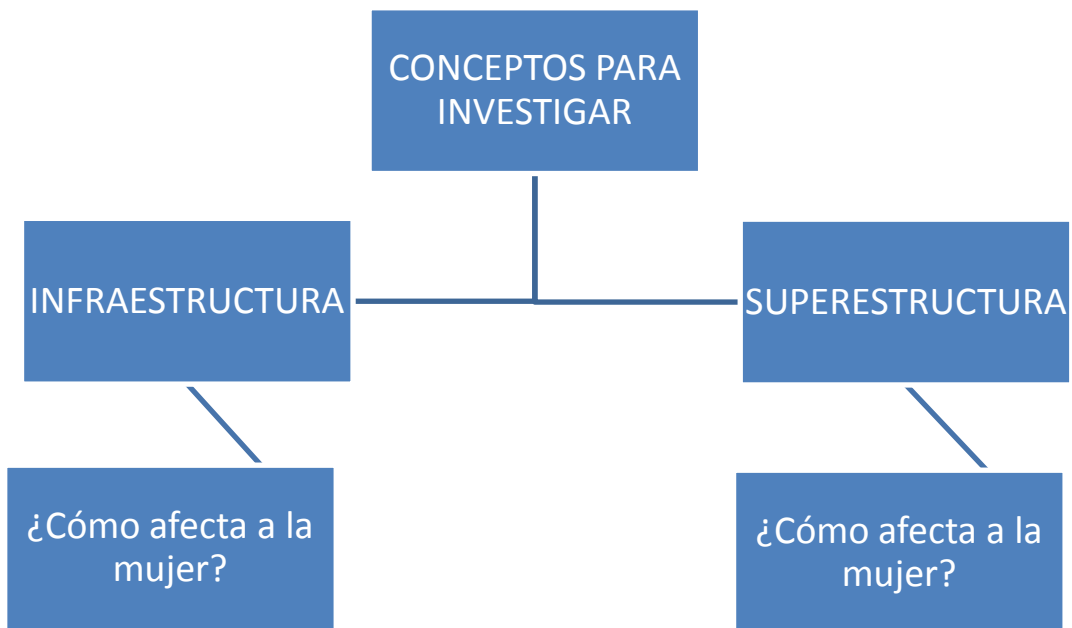 CONCEPTOS PARA
INVESTIGAR
INFRAESTRUCTURA
SUPERESTRUCTURA
¿Cómo afecta a la
mujer?
¿Cómo afecta a la
mujer?